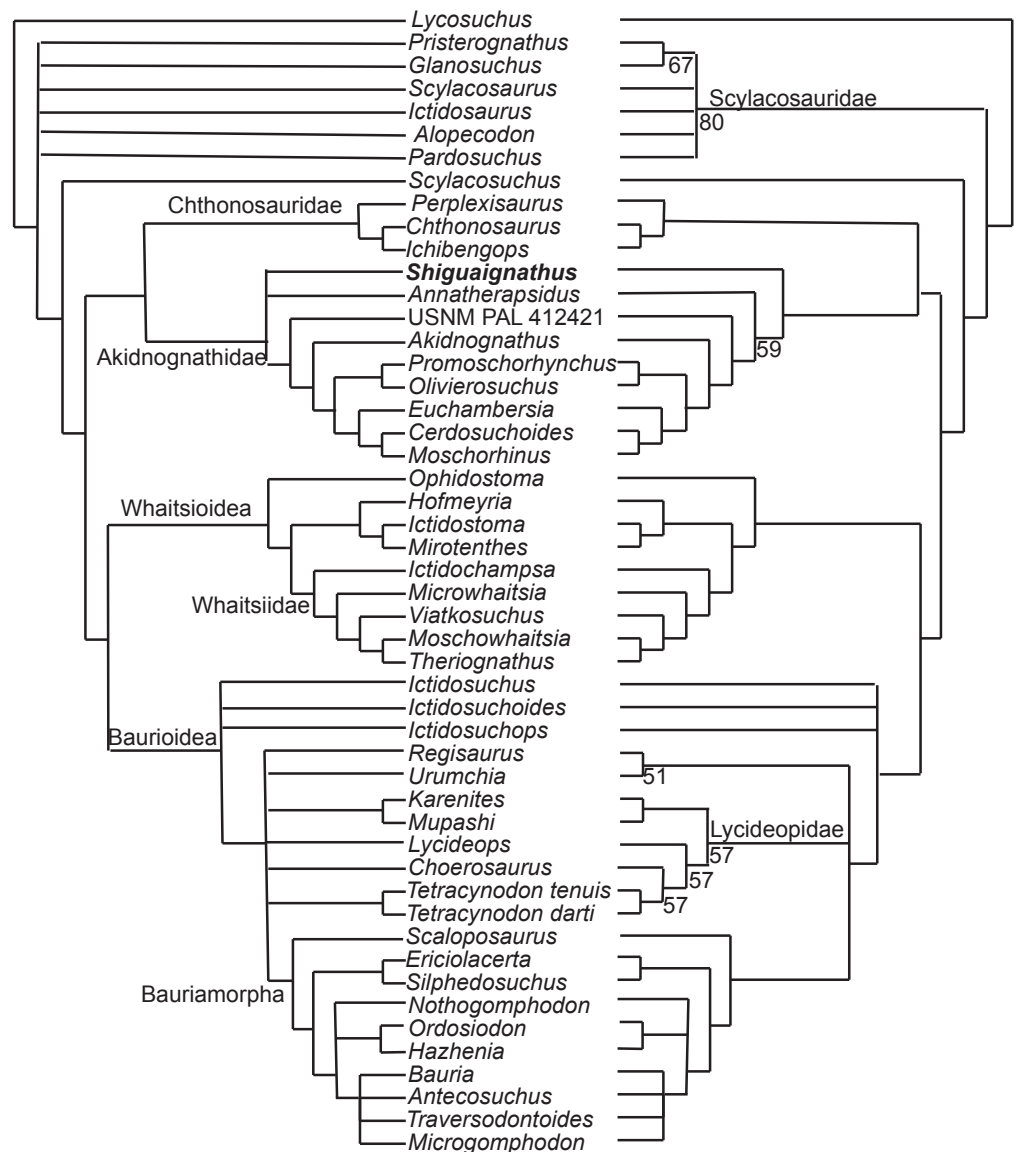 Lycosuchus
Pristerognathus
67
Glanosuchus
Scylacosaurus
Scylacosauridae
Ictidosaurus
80
Alopecodon
Pardosuchus
Scylacosuchus
Chthonosauridae
Perplexisaurus
Chthonosaurus
Ichibengops
Shiguaignathus
Annatherapsidus
USNM PAL 412421
Akidnognathus
59
Akidnognathidae
Promoschorhynchus
Olivierosuchus
Euchambersia
Cerdosuchoides
Moschorhinus
Ophidostoma
Whaitsioidea
Hofmeyria
Ictidostoma
Mirotenthes
Ictidochampsa
Microwhaitsia
Whaitsiidae
Viatkosuchus
Moschowhaitsia
Theriognathus
Ictidosuchus
Ictidosuchoides
Ictidosuchops
Baurioidea
Regisaurus
Urumchia
51
Karenites
Mupashi
Lycideopidae
Lycideops
57
Choerosaurus
57
Tetracynodon tenuis
57
Tetracynodon darti
Scaloposaurus
Ericiolacerta
Silphedosuchus
Bauriamorpha
Nothogomphodon
Ordosiodon
Hazhenia
Bauria
Antecosuchus
Traversodontoides
Microgomphodon